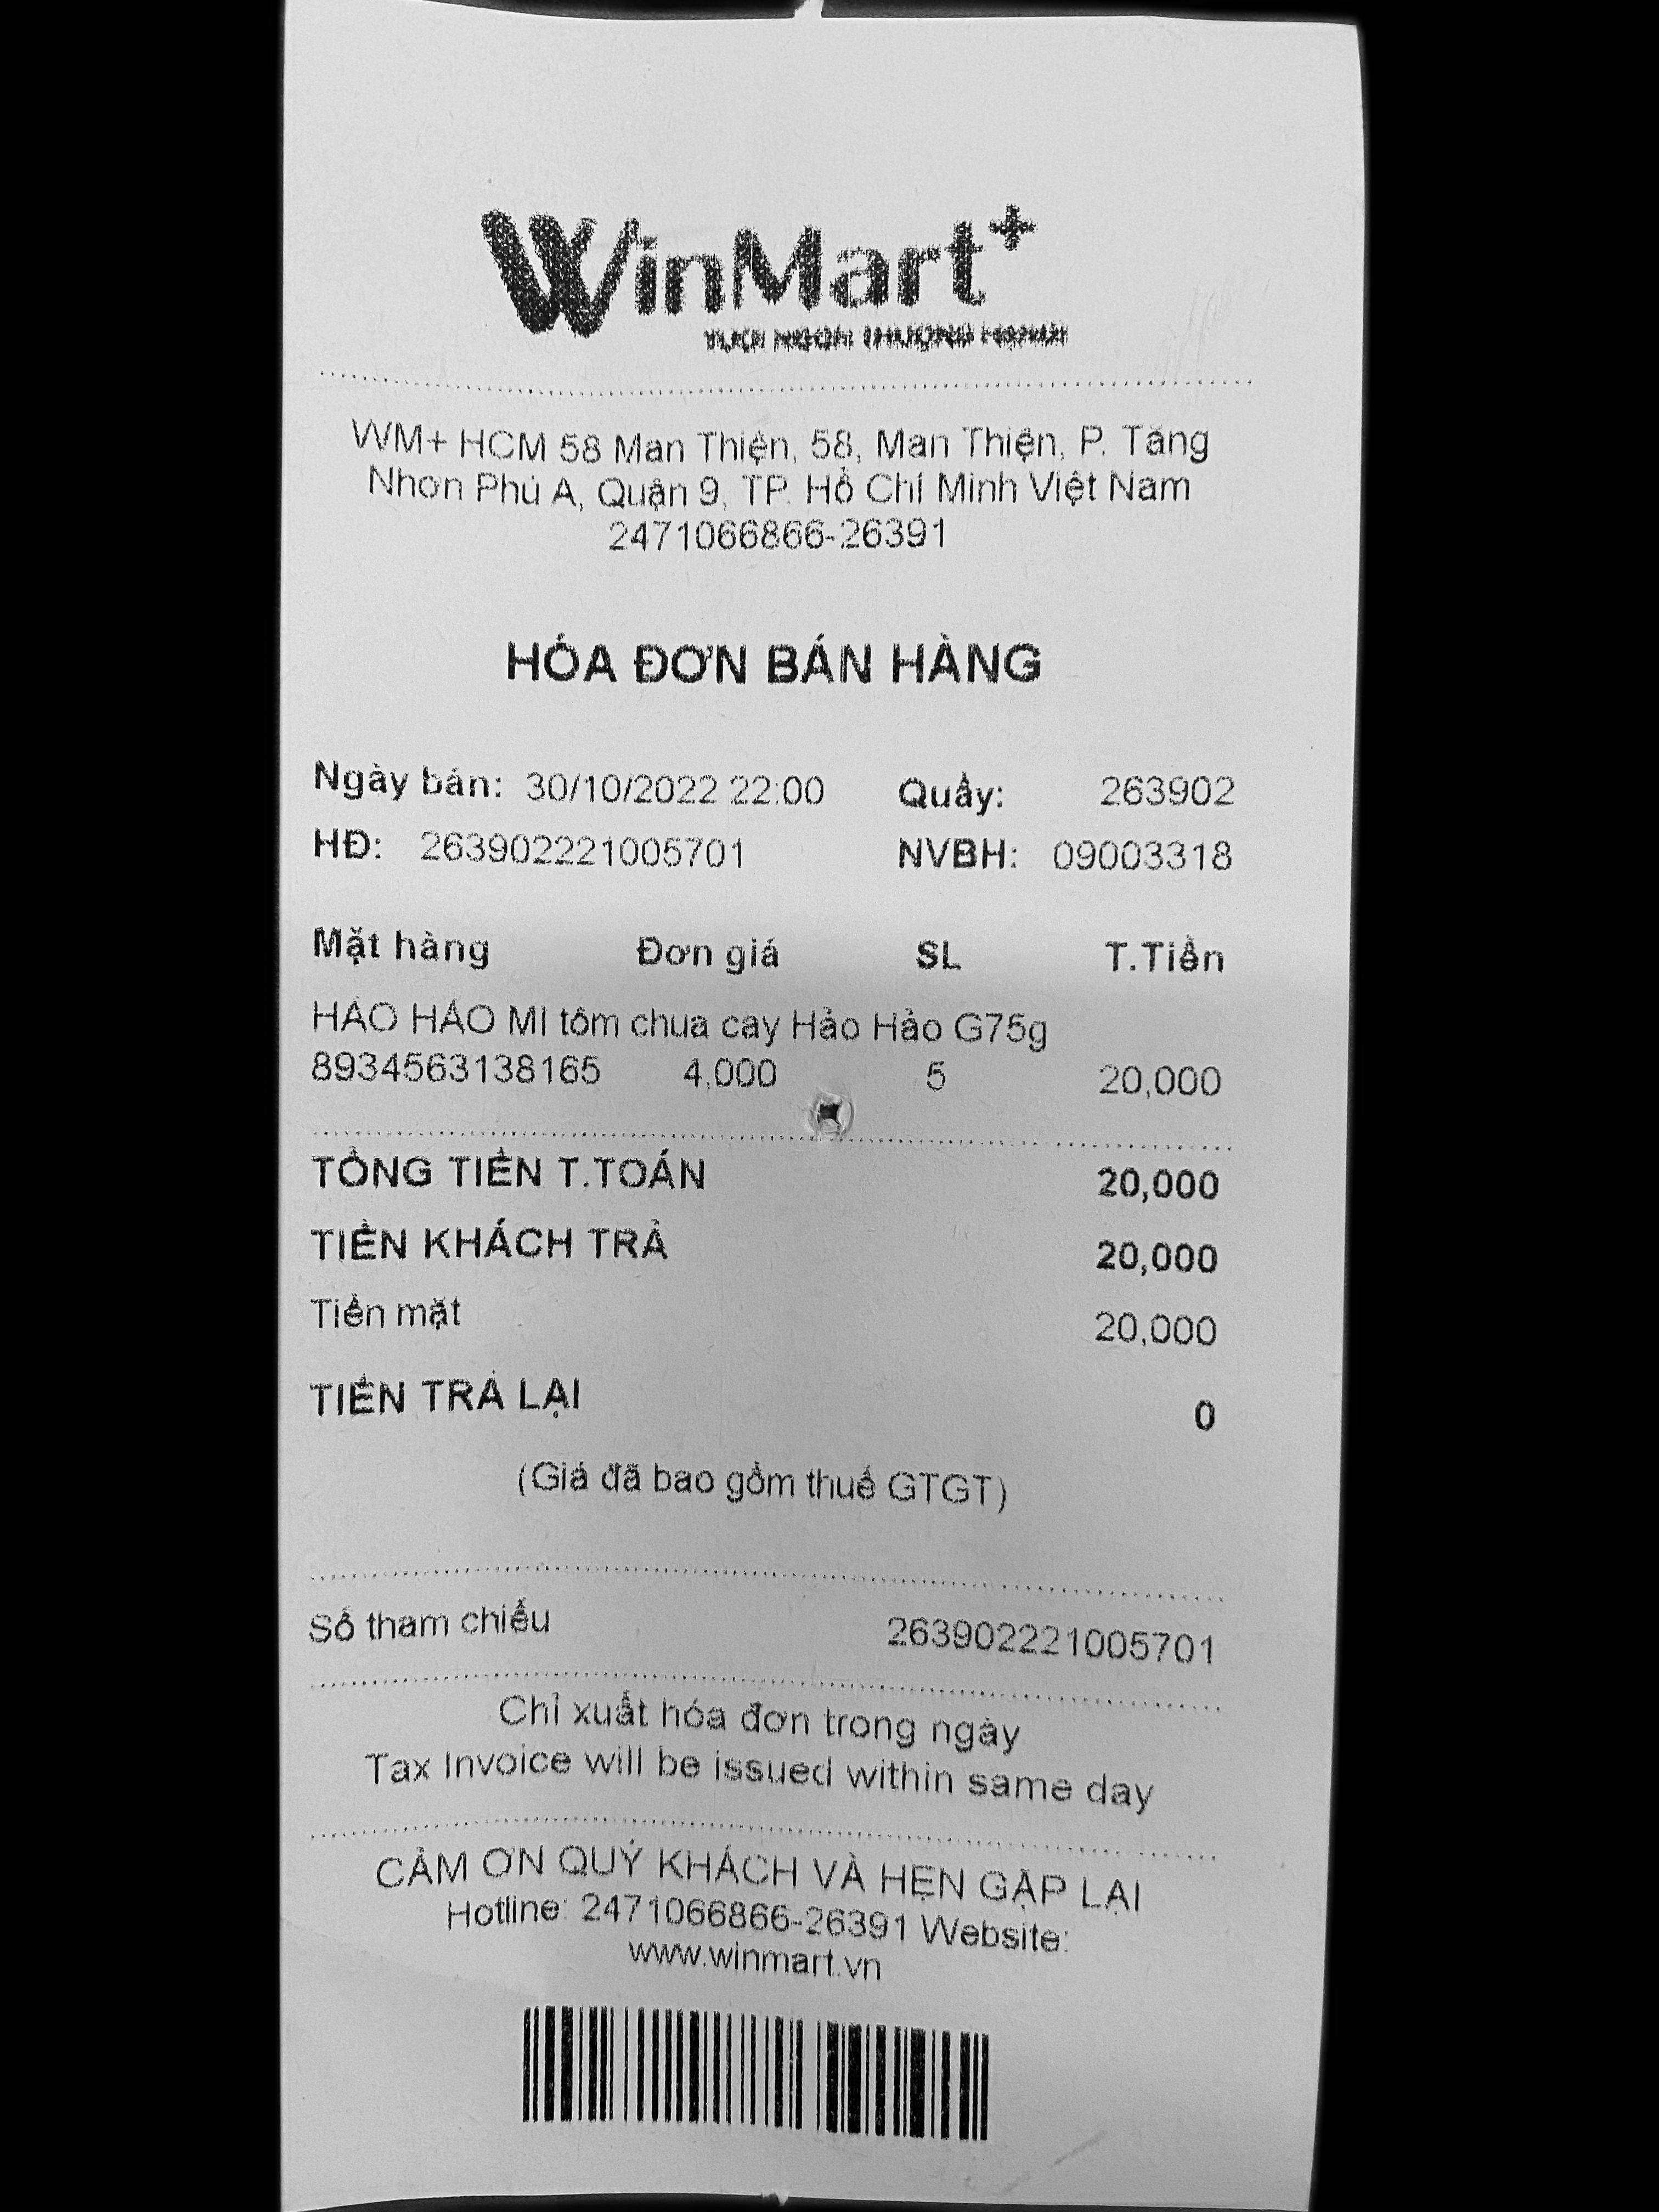 WinMart+
TƯƠI NGON THƯỢNG HẠNG
WM+ HCM 58 Man Thiện, 58, Man Thiện, P. Tăng
Nhơn Phú A, Quận 9, TP. Hồ Chí Minh Việt Nam
2471066866-26391
HÓA ĐƠN BÁN HÀNG
Ngày bán: 30/10/2022 22:00 Quầy: 263902
HĐ: 263902221005701 NVBH: 09003318
Mặt hàng Đơn giá SL T.Tiền
HẢO HẢO MI tôm chua cay Hảo Hảo G75g
8934563138165 4,000 5 20,000
TỔNG TIỀN T.TOÁN 20,000
TIỀN KHÁCH TRẢ 20,000
Tiền mặt 20,000
TIỀN TRẢ LẠI 0
(Giá đã bao gồm thuế GTGT)
Số tham chiếu 263902221005701
Chỉ xuất hóa đơn trong ngày
Tax Invoice will be issued within same day
CẢM ƠN QUÝ KHÁCH VÀ HẸN GẶP LẠI
Hotline: 2471066866-26391 Website:
www.winmart.vn